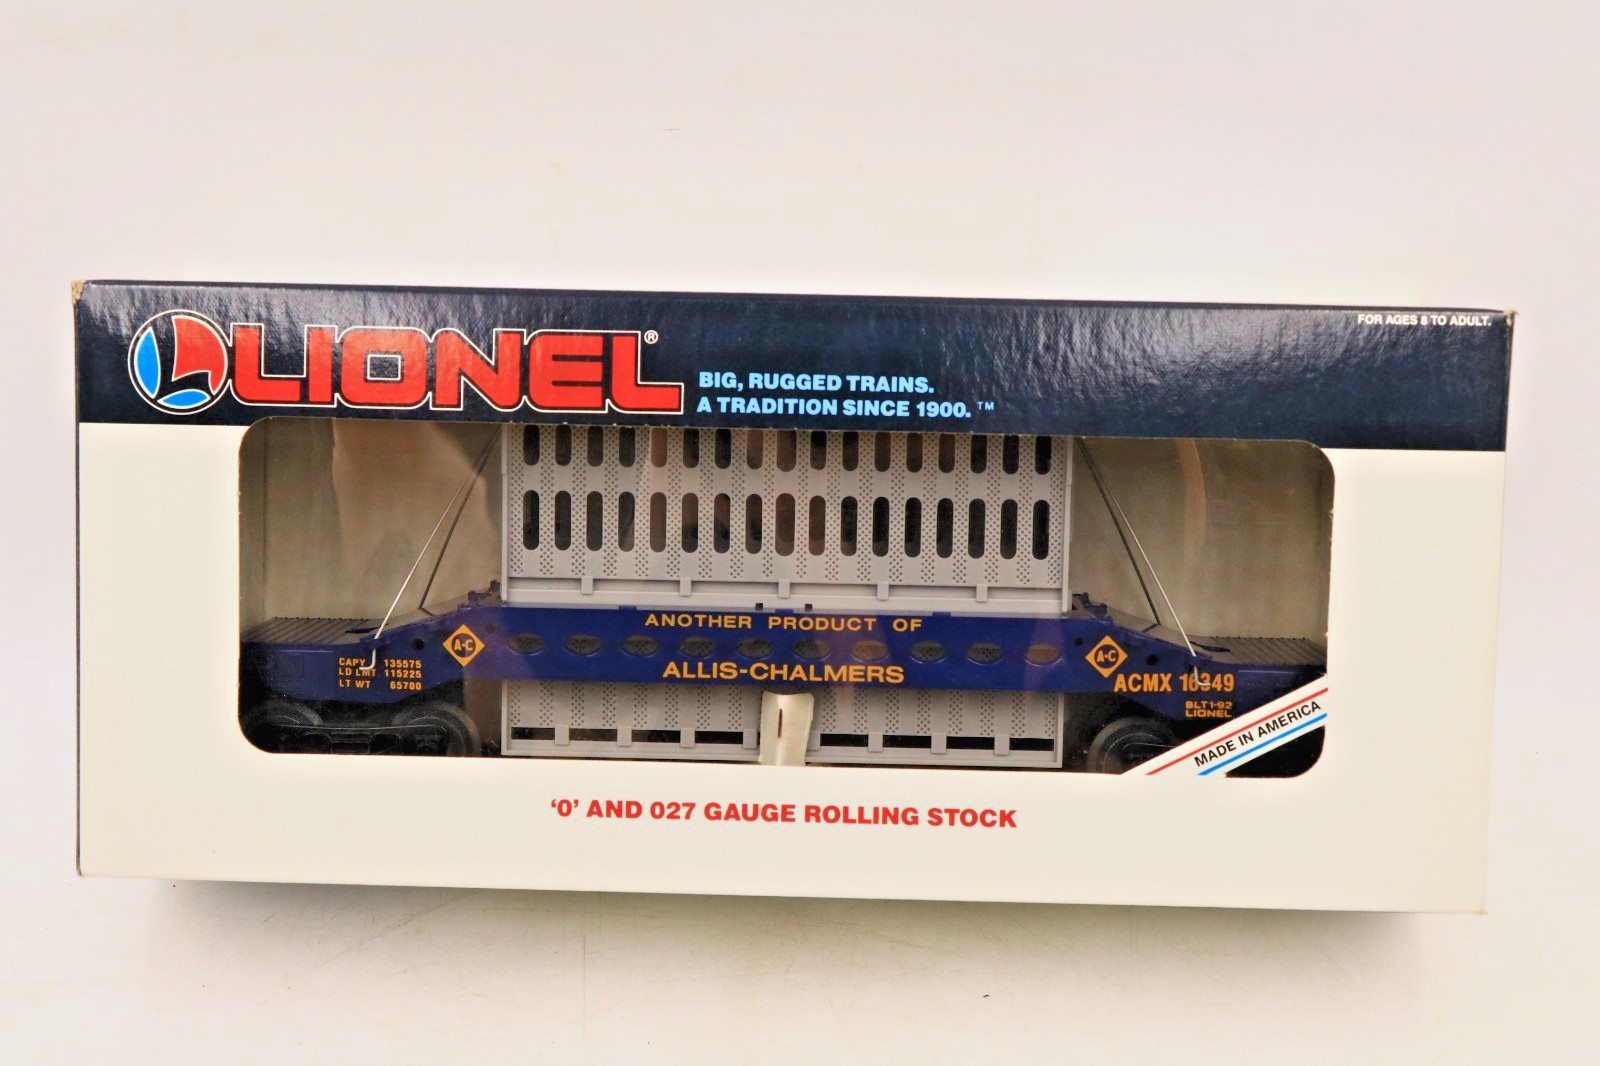 FOR AGES 8 TO ADULT.
LIONEL®
BIG, RUGGED TRAINS.
A TRADITION SINCE 1900.™
ANOTHER PRODUCT OF
ALLIS-CHALMERS
A-C
CAPY 135575
LD LMT 115225
LT WT 65700
A-C
ACMX 16349
BLT 1-92
LIONEL
MADE IN AMERICA
‘O’ AND 027 GAUGE ROLLING STOCK